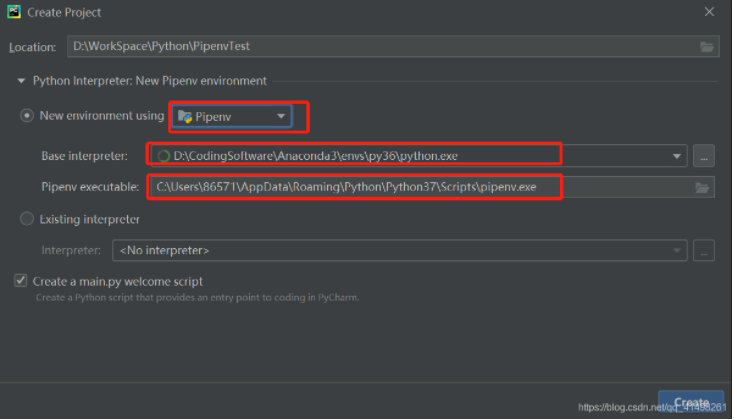 PC Create Project
Location: D:\WorkSpace\Python\PipenvTest
Python Interpreter: New Pipenv environment
New environment using Pipenv
Base interpreter: D:\CodingSoftware\Anaconda3\envs\py36\python.exe ...
Pipenv executable: C:\Users\86571\AppData\Roaming\Python\Python37\Scripts\pipenv.exe
Existing interpreter
Interpreter: <No interpreter> ...
Create a main.py welcome script
Create a Python script that provides an entry point to coding in PyCharm.
Create
https://blog.csdn.net/qq_41498261